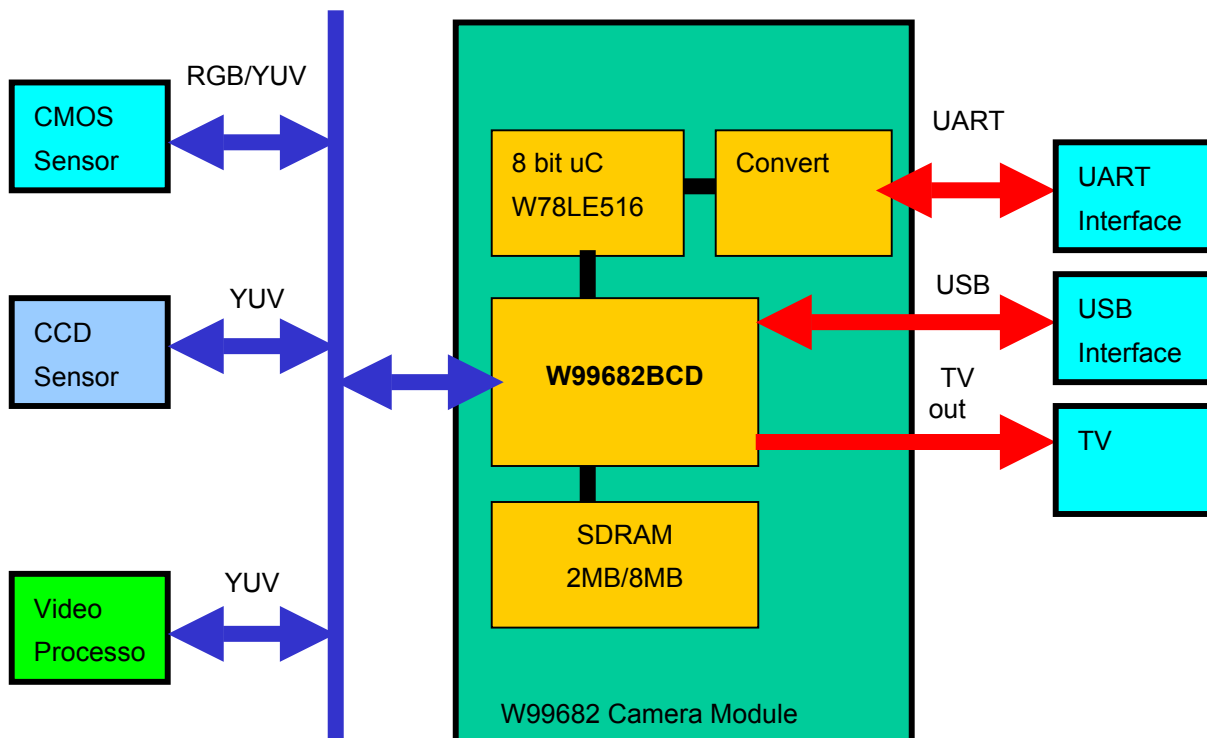 RGB/YUV
CMOS
Sensor
YUV
CCD
Sensor
YUV
Video
Processo
8 bit uC
W78LE516
Convert
W99682BCD
SDRAM
2MB/8MB
W99682 Camera Module
UART
UART
Interface
USB
USB
Interface
TV
out
TV